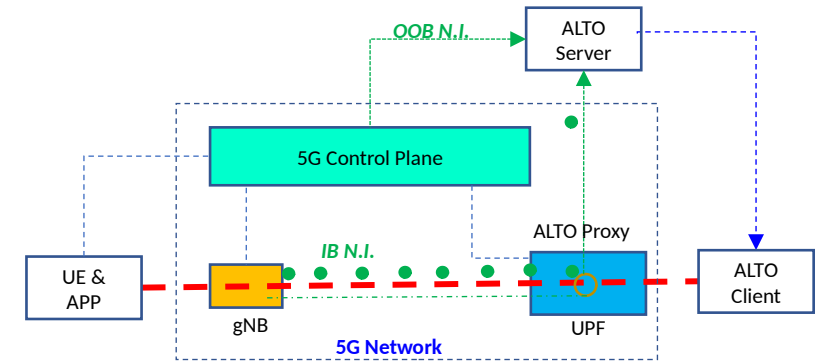 OOB N.I.
ALTO
Server
5G Control Plane
ALTO Proxy
IB N.I.
UE &
APP
ALTO
Client
gNB
UPF
5G Network